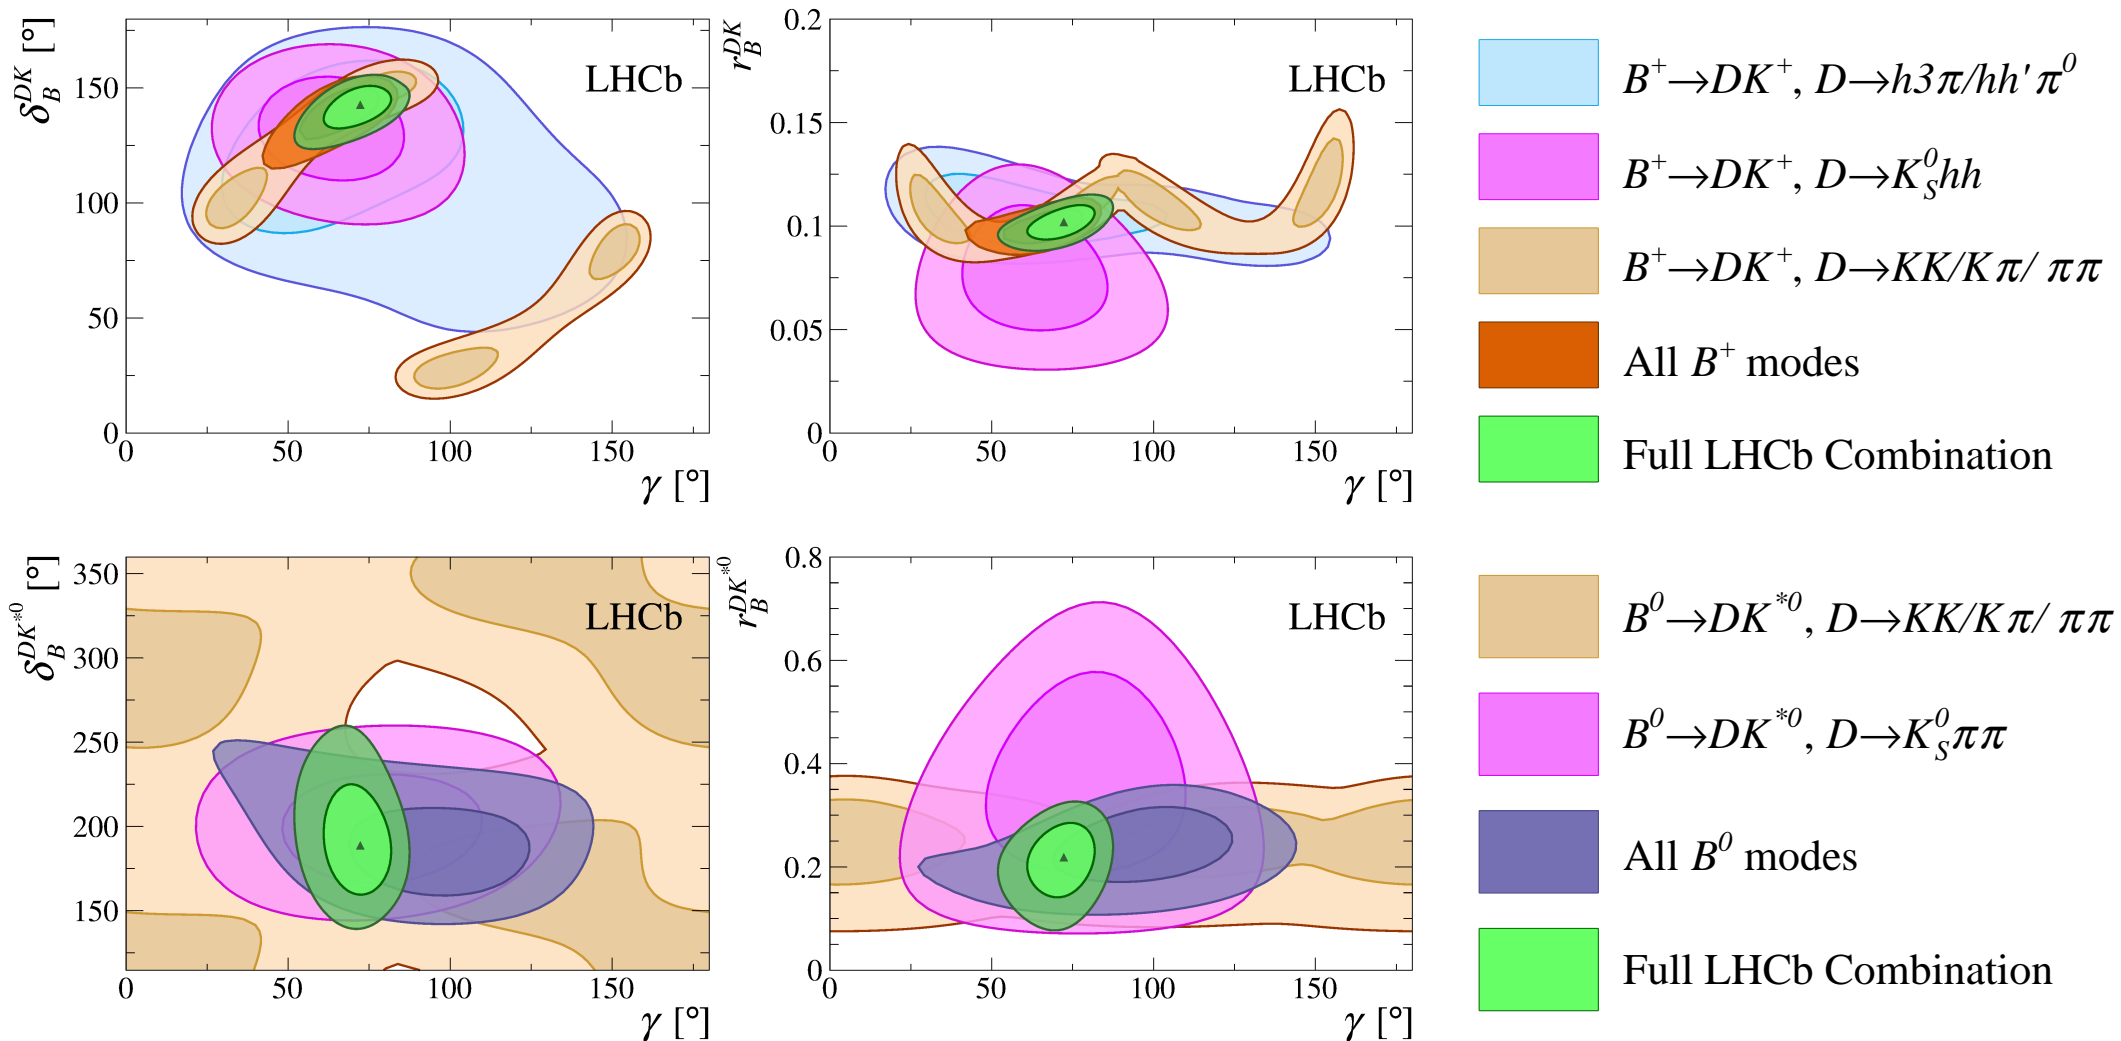 δ_B^{DK} [°]
150
100
50
0
0 50 100 150
γ [°]
LHCb
r_B^{DK}
0.2
0.15
0.1
0.05
0
0 50 100 150
γ [°]
LHCb
B⁺→DK⁺, D→h3π/hh'π⁰
B⁺→DK⁺, D→K_S^0hh
B⁺→DK⁺, D→KK/Kπ/ππ
All B⁺ modes
Full LHCb Combination
δ_B^{DK*0} [°]
350
300
250
200
150
0 50 100 150
γ [°]
LHCb
r_B^{DK*0}
0.8
0.6
0.4
0.2
0
0 50 100 150
γ [°]
LHCb
B⁰→DK*⁰, D→KK/Kπ/ππ
B⁰→DK*⁰, D→K_S^0ππ
All B⁰ modes
Full LHCb Combination